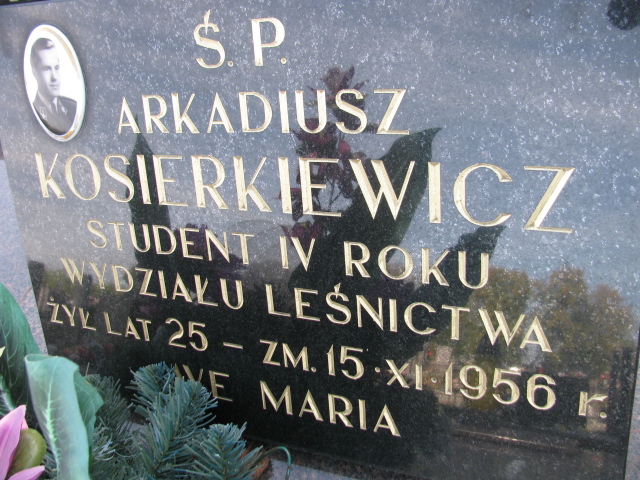 Ś. P.
ARKADIUSZ
KOSIERKIEWICZ
STUDENT IV ROKU
WYDZIAŁU LEŚNICTWA
ŻYŁ LAT 25 – ZM. 15·XI·1956 r.
AVE MARIA